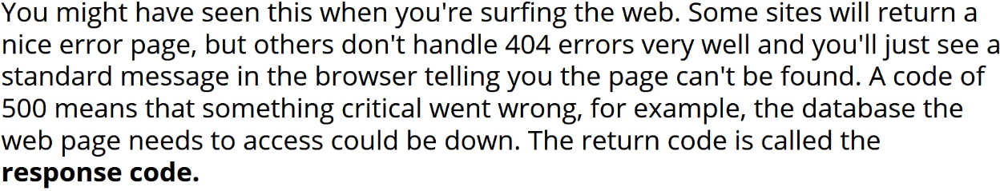 You might have seen this when you're surfing the web. Some sites will return a
nice error page, but others don't handle 404 errors very well and you'll just see a
standard message in the browser telling you the page can't be found. A code of
500 means that something critical went wrong, for example, the database the
web page needs to access could be down. The return code is called the
response code.